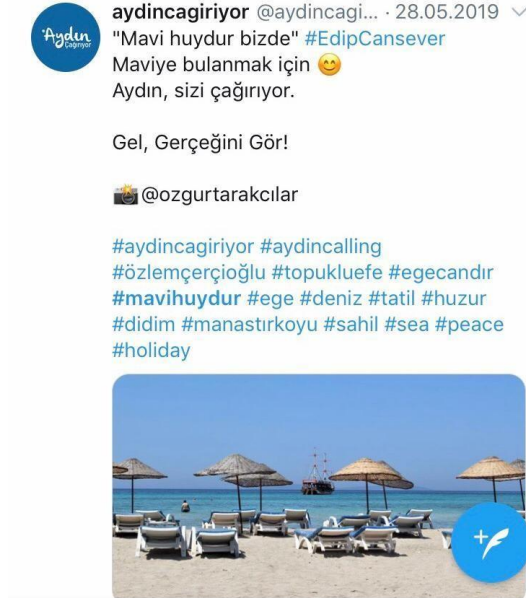 aydincagiriyor @aydincagi... · 28.05.2019
"Mavi huydur bizde" #EdipCansever
Maviye bulanmak için 😊
Aydın, sizi çağırıyor.
Gel, Gerçeğini Gör!
📸@ozgurtarakcılar
#aydincagiriyor #aydincalling
#özlemçerçioğlu #topukluefe #egecandır
#mavihuydur #ege #deniz #tatil #huzur
#didim #manastırkoyu #sahil #sea #peace
#holiday
Aydın
Çağırıyor